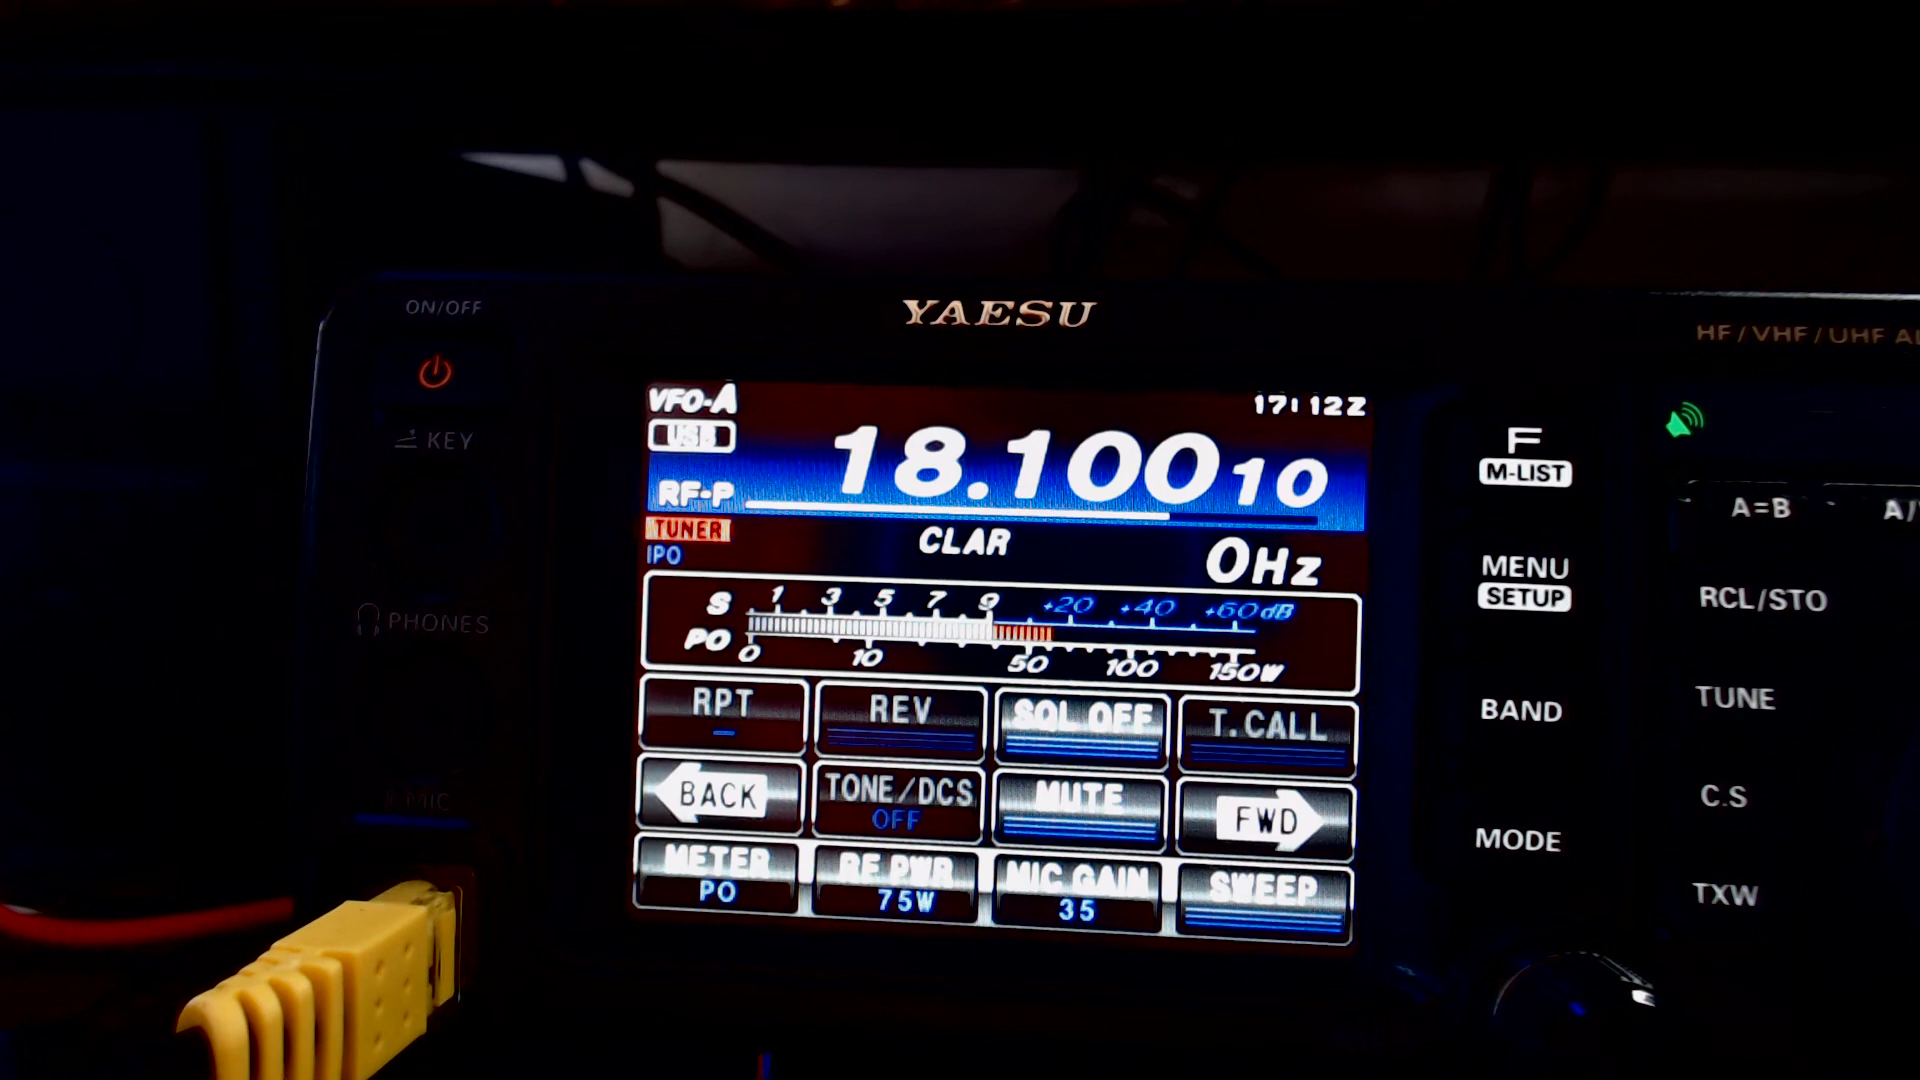 ON/OFF
YAESU
HF/VHF/UHF
KEY
PHONES
MIC
VFO-A
17:12Z
USB
18.10010
RF-P
TUNER
IPO
CLAR
0Hz
S 1 3 5 7 9 +20 +40 +60dB
PO
0 10 50 100 150W
RPT
REV
SQL OFF
T.CALL
BACK
TONE/DCS
OFF
MUTE
FWD
METER
PO
RF PWR
75W
MIC GAIN
35
SWEEP
F
M-LIST
MENU
SETUP
BAND
MODE
A=B
RCL/STO
TUNE
C.S
TXW